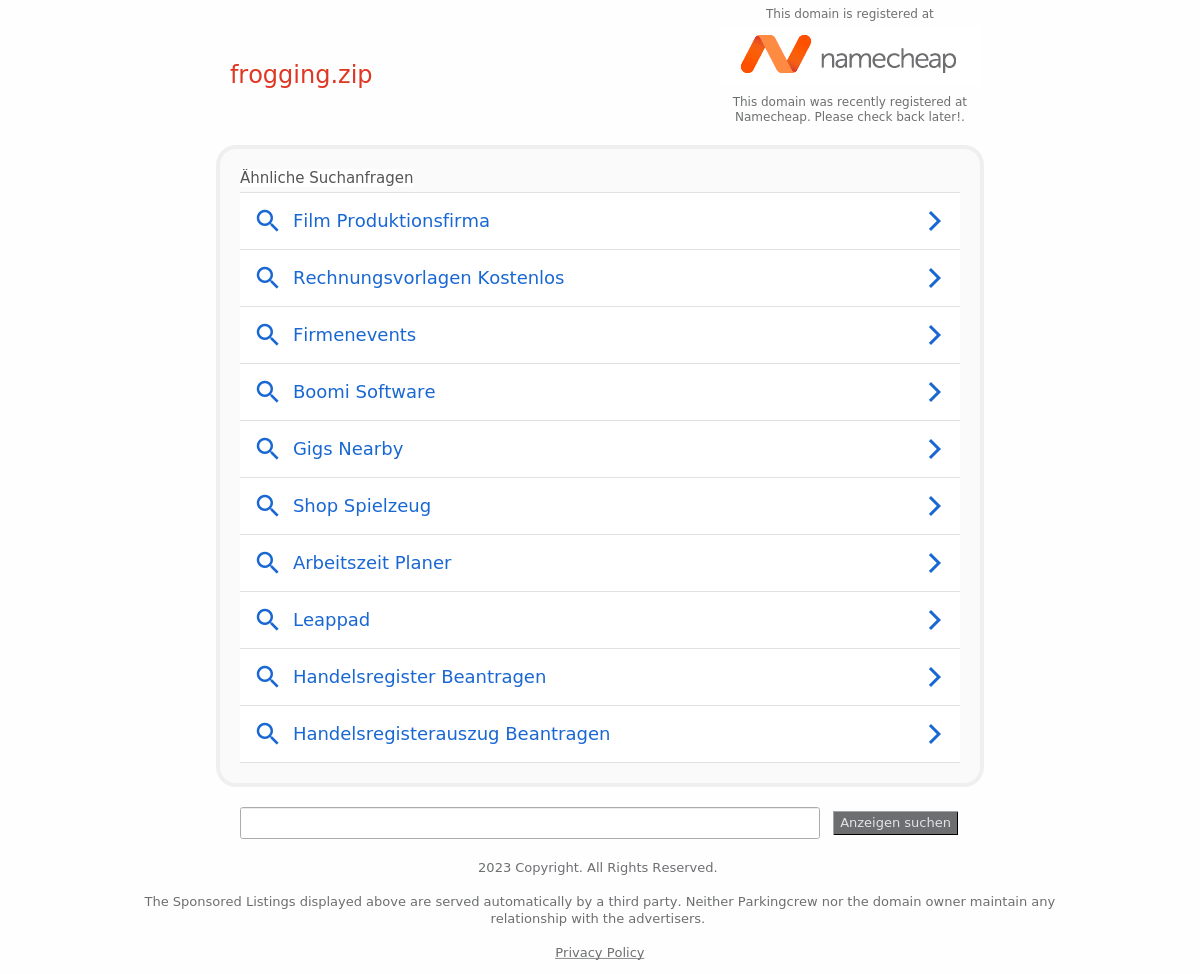 This domain is registered at
namecheap
frogging.zip
This domain was recently registered at
Namecheap. Please check back later!.
Ähnliche Suchanfragen
Film Produktionsfirma
Rechnungsvorlagen Kostenlos
Firmenevents
Boomi Software
Gigs Nearby
Shop Spielzeug
Arbeitszeit Planer
Leappad
Handelsregister Beantragen
Handelsregisterauszug Beantragen
Anzeigen suchen
2023 Copyright. All Rights Reserved.
The Sponsored Listings displayed above are served automatically by a third party. Neither Parkingcrew nor the domain owner maintain any
relationship with the advertisers.
Privacy Policy